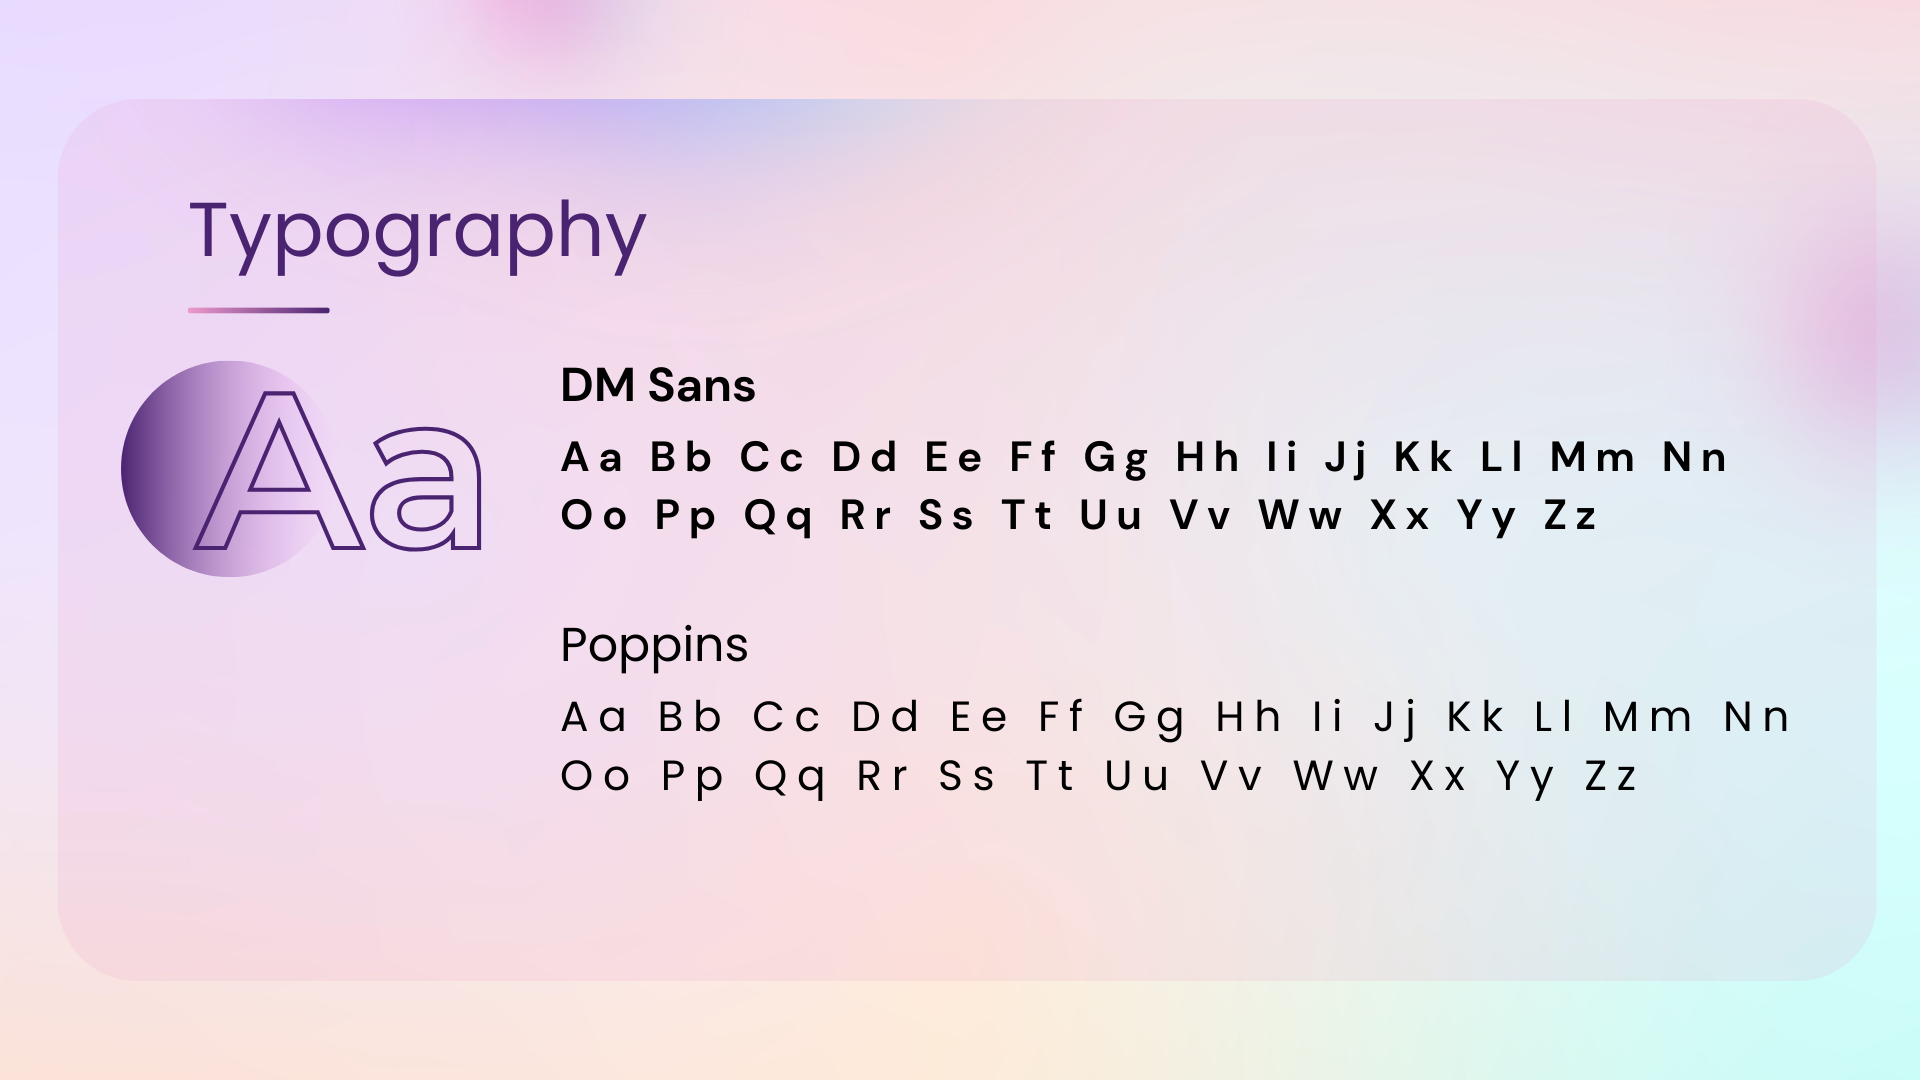 Typography
Aa
DM Sans
Aa Bb Cc Dd Ee Ff Gg Hh Ii Jj Kk Ll Mm Nn
Oo Pp Qq Rr Ss Tt Uu Vv Ww Xx Yy Zz
Poppins
Aa Bb Cc Dd Ee Ff Gg Hh Ii Jj Kk Ll Mm Nn
Oo Pp Qq Rr Ss Tt Uu Vv Ww Xx Yy Zz